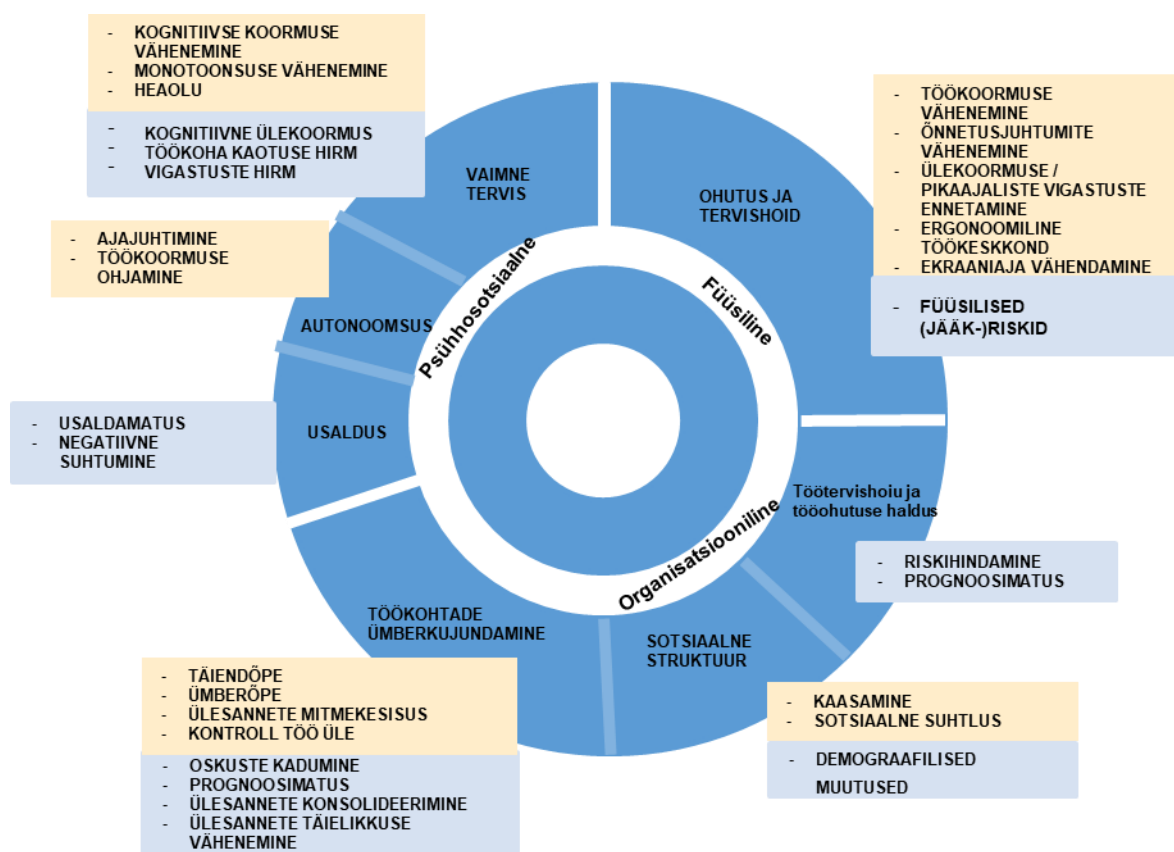 - KOGNITIIVSE KOORMUSE
VÄHENEMINE
- MONOTOONSUSE VÄHENEMINE
- HEAOLU
- KOGNITIIVNE ÜLEKOORMUS
- TÖÖKOHA KAOTUSE HIRM
- VIGASTUSTE HIRM
VAIMNE
TERVIS
- AJAJUHTIMINE
- TÖÖKOORMUSE
OHJAMINE
AUTONOOMSUS
- USALDAMATUS
- NEGATIIVNE
SUHTUMINE
USALDUS
Psühhosotsiaalne
OHUTUS JA
TERVISHOID
Füüsiline
- TÖÖKOORMUSE
VÄHENEMINE
- ÕNNETUSJUHTUMITE
VÄHENEMINE
- ÜLEKOORMUSE /
PIKAAJALISTE VIGASTUSTE
ENNETAMINE
- ERGONOOMILINE
TÖÖKESKKOND
- EKRAANIAJA VÄHENDAMINE
- FÜÜSILISED
(JÄÄK-)RISKID
Töötervishoiu ja
tööohutuse haldus
- RISKIHINDAMINE
- PROGNOOSIMATUS
Organisatsiooniline
SOTSIAALNE
STRUKTUUR
- KAASAMINE
- SOTSIAALNE SUHTLUS
- DEMOGRAAFILISED
MUUTUSED
TÖÖKOHTADE
ÜMBERKUJUNDAMINE
- TÄIENDÕPE
- ÜMBERÕPE
- ÜLESANNETE MITMEKESISUS
- KONTROLL TÖÖ ÜLE
- OSKUSTE KADUMINE
- PROGNOOSIMATUS
- ÜLESANNETE KONSOLIDEERIMINE
- ÜLESANNETE TÄIELIKKUSE
VÄHENEMINE